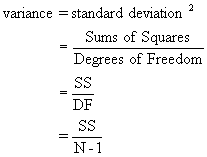 variance = standard deviation ²
= Sums of Squares
Degrees of Freedom
= SS
DF
= SS
N - 1